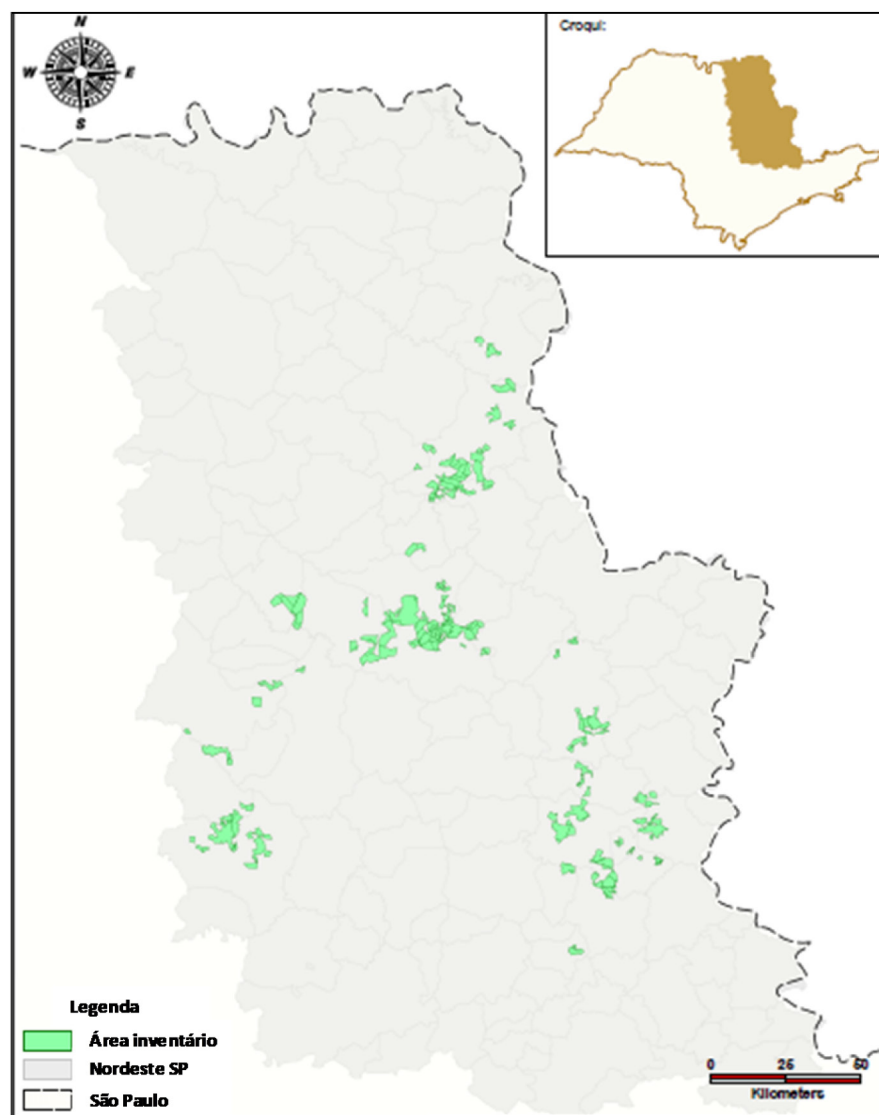 N
W E
S
Croqui:
Legenda
Área inventário
Nordeste SP
São Paulo
0 25 50
Kilometers